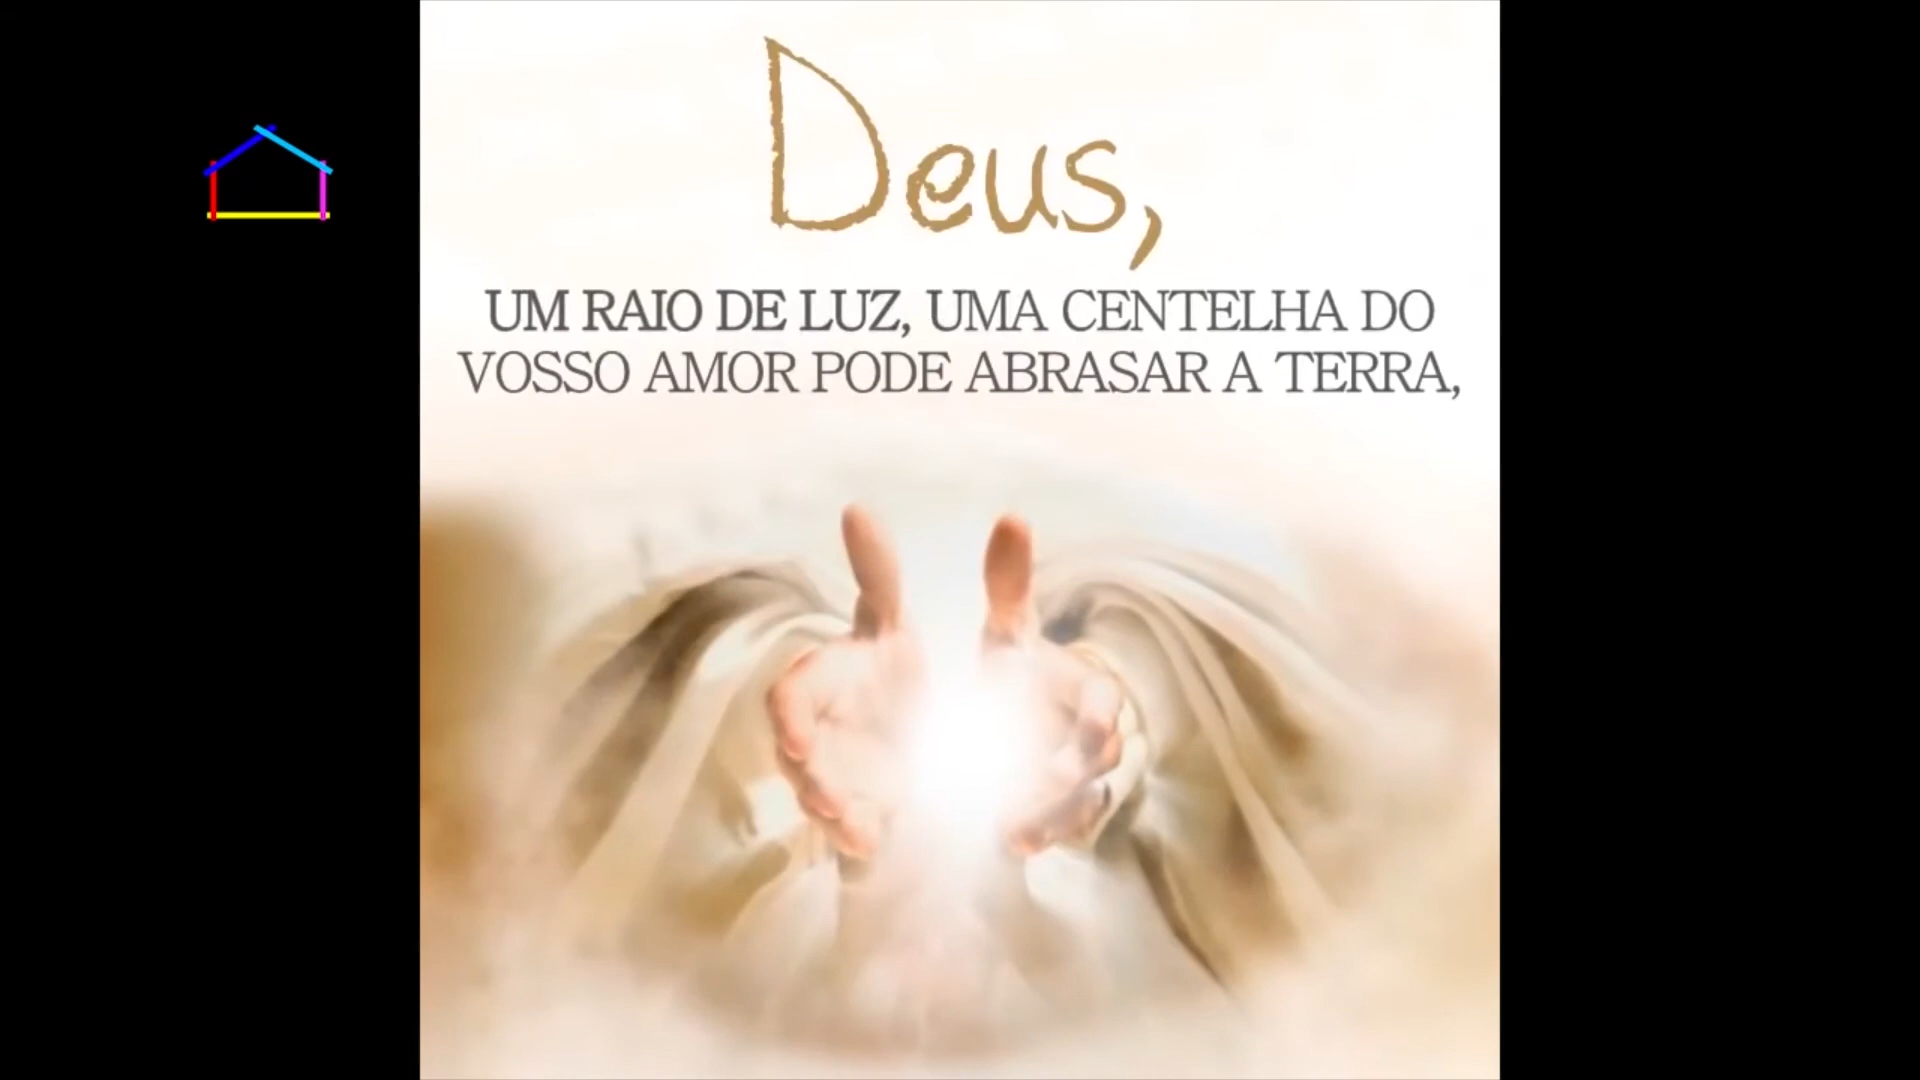 Deus,
UM RAIO DE LUZ, UMA CENTELHA DO
VOSSO AMOR PODE ABRASAR A TERRA,